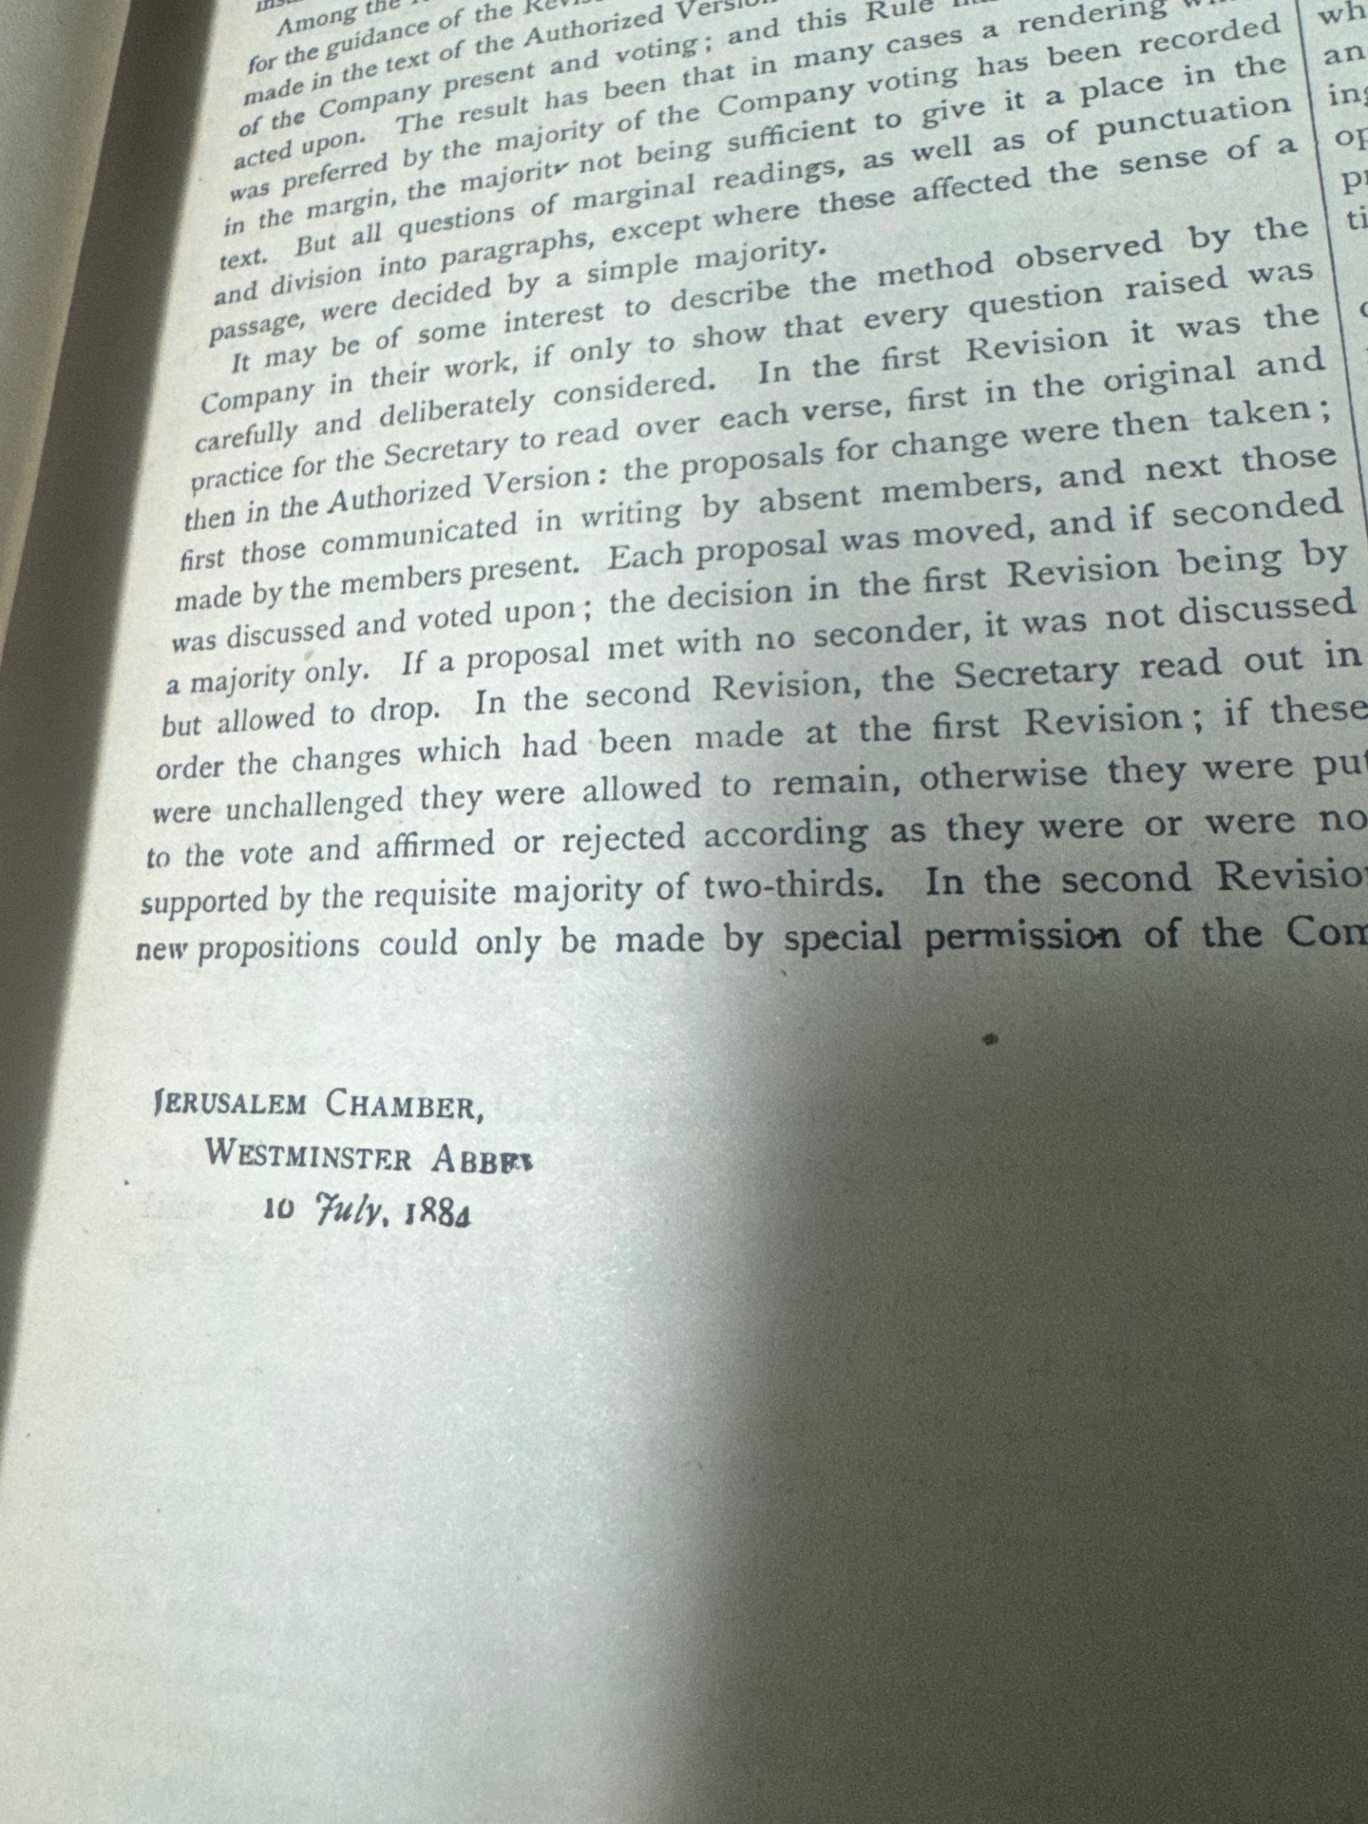 Among the
for the guidance of the
made in the text of the Authorized
of the Company present and voting; and this Rule
acted upon. The result has been that in many cases a rendering
was preferred by the majority of the Company voting has been recorded
in the margin, the majority not being sufficient to give it a place in the
text. But all questions of marginal readings, as well as of punctuation
and division into paragraphs, except where these affected the sense of a
passage, were decided by a simple majority.
It may be of some interest to describe the method observed by the
Company in their work, if only to show that every question raised was
carefully and deliberately considered. In the first Revision it was the
practice for the Secretary to read over each verse, first in the original and
then in the Authorized Version: the proposals for change were then taken;
first those communicated in writing by absent members, and next those
made by the members present. Each proposal was moved, and if seconded
was discussed and voted upon; the decision in the first Revision being by
a majority only. If a proposal met with no seconder, it was not discussed
but allowed to drop. In the second Revision, the Secretary read out in
order the changes which had been made at the first Revision; if these
were unchallenged they were allowed to remain, otherwise they were put
to the vote and affirmed or rejected according as they were or were no
supported by the requisite majority of two-thirds. In the second Revisio
new propositions could only be made by special permission of the Com
JERUSALEM CHAMBER,
WESTMINSTER ABBEY
10 July, 1884